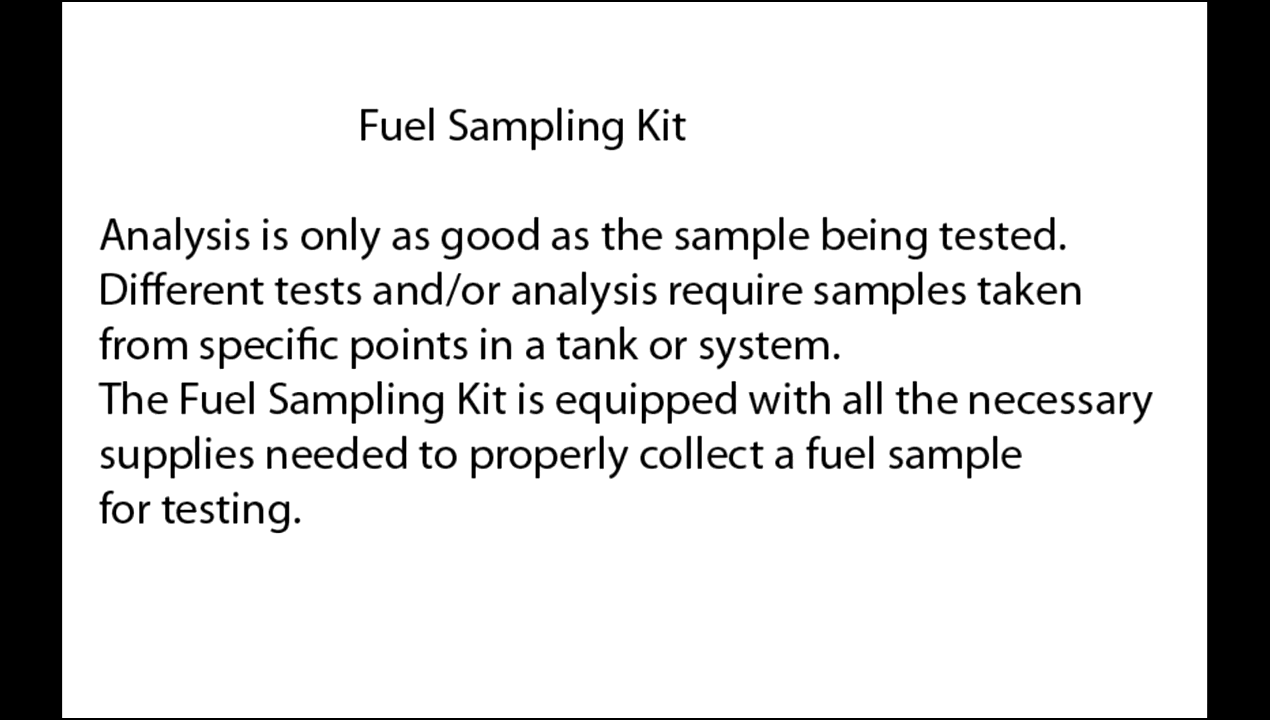 Fuel Sampling Kit
Analysis is only as good as the sample being tested.
Different tests and/or analysis require samples taken
from specific points in a tank or system.
The Fuel Sampling Kit is equipped with all the necessary
supplies needed to properly collect a fuel sample
for testing.